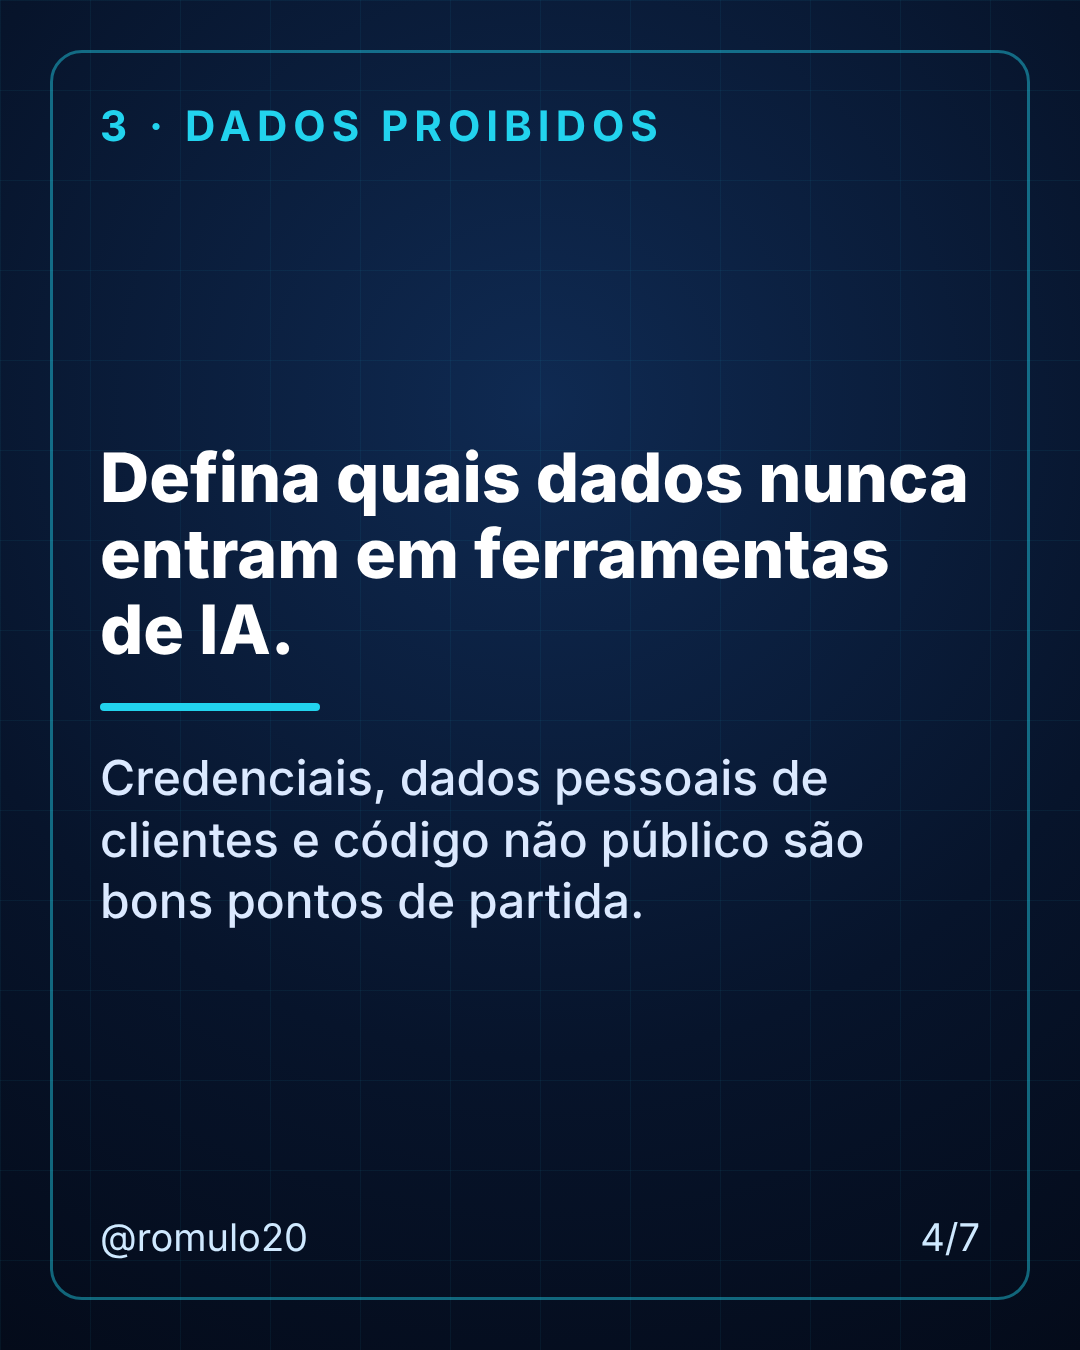 3 · DADOS PROIBIDOS
Defina quais dados nunca
entram em ferramentas
de IA.
Credenciais, dados pessoais de
clientes e código não público são
bons pontos de partida.
@romulo20
4/7